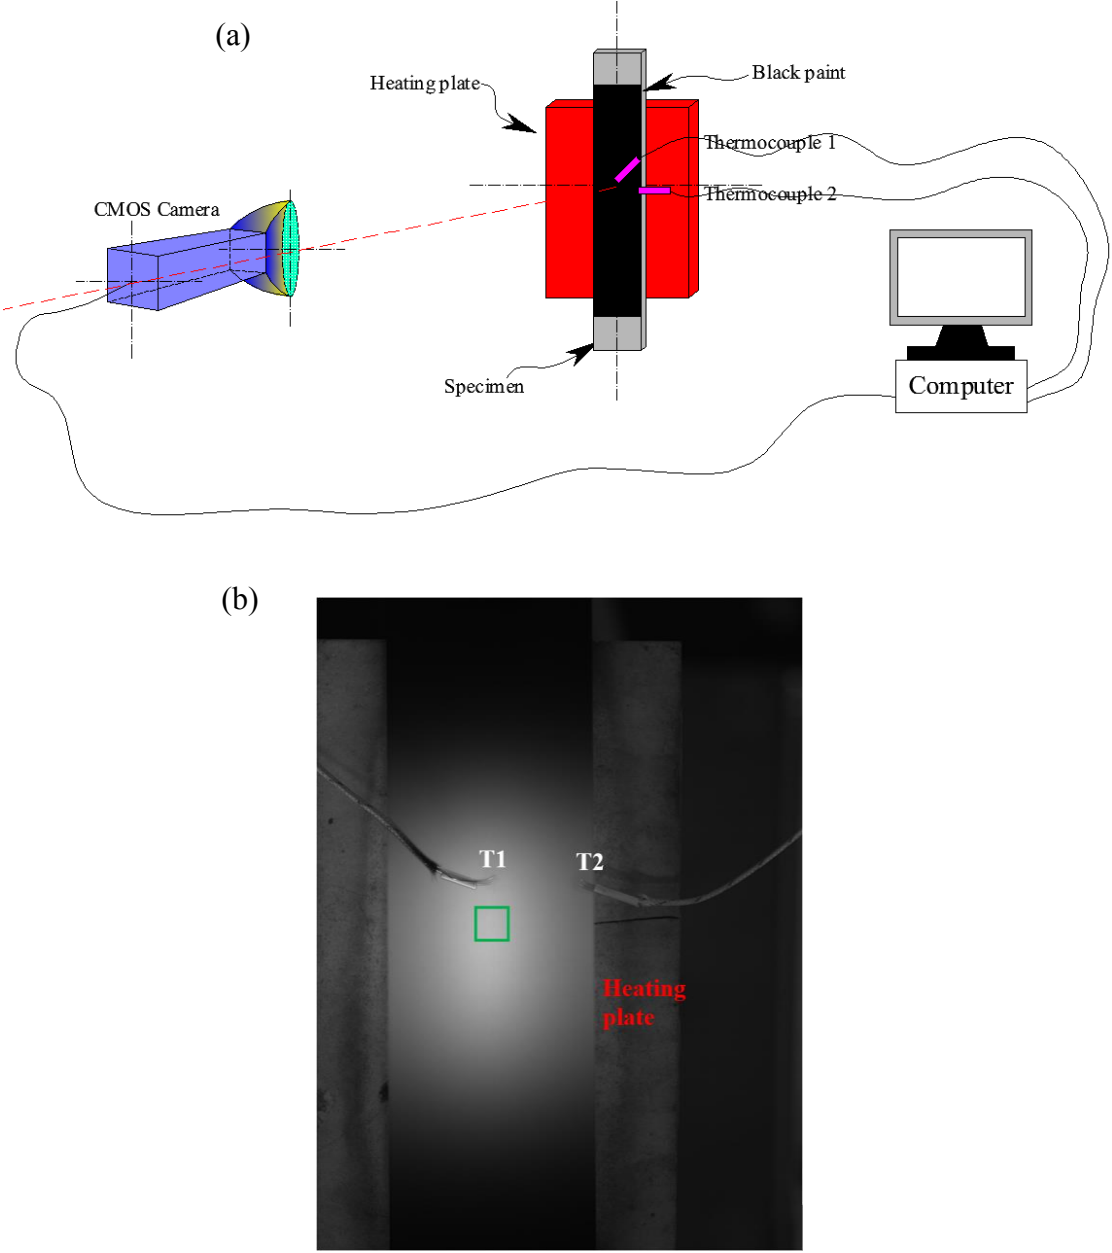 (a)
Heating plate
Black paint
Thermocouple 1
Thermocouple 2
CMOS Camera
Specimen
Computer
(b)
T1
T2
Heating
plate